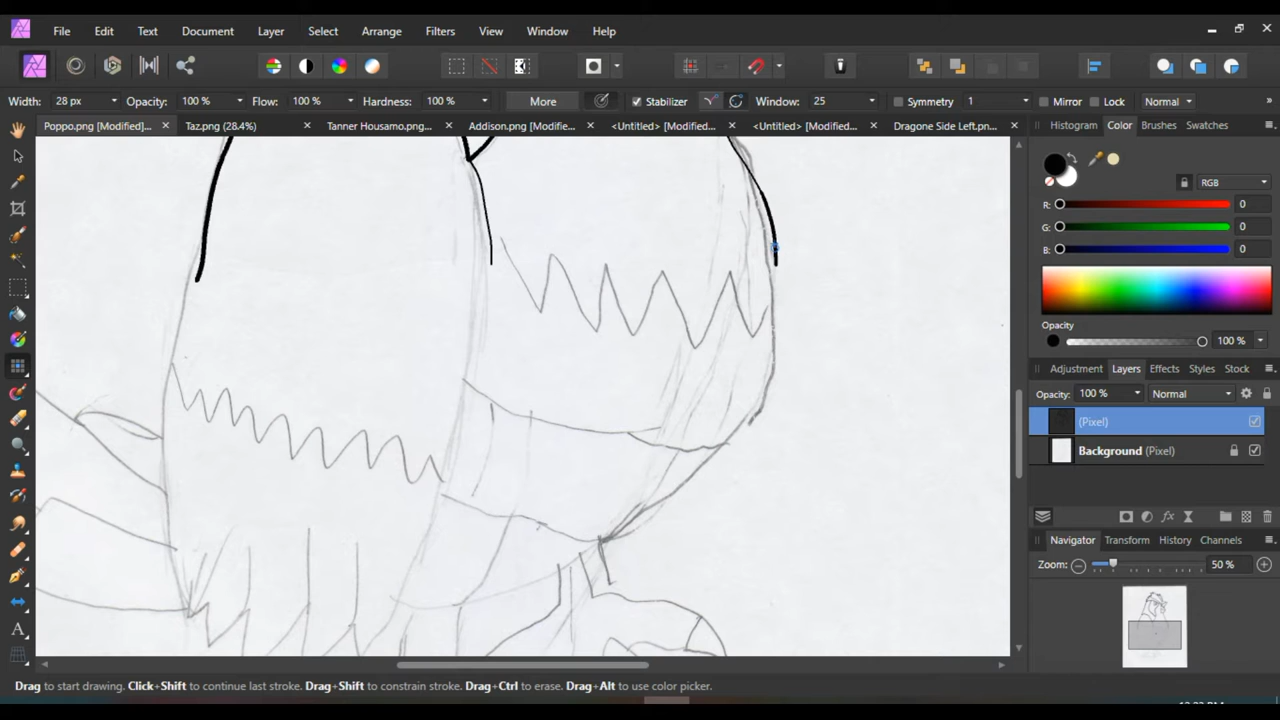 File Edit Text Document Layer Select Arrange Filters View Window Help
Width: 28 px Opacity: 100 % Flow: 100 % Hardness: 100 % More Stabilizer Window: 25 Symmetry 1 Mirror Lock Normal »
Poppo.png [Modified]... × Taz.png (28.4%) × Tanner Housamo.png... × Addison.png [Modifie... × <Untitled> [Modified... × <Untitled> [Modified... × Dragone Side Left.pn... ×
Histogram Color Brushes Swatches
RGB
R: 0
G: 0
B: 0
Opacity
100 %
Adjustment Layers Effects Styles Stock
Opacity: 100 % Normal
(Pixel)
Background (Pixel)
Navigator Transform History Channels
Zoom: 50 %
A
Drag to start drawing. Click+Shift to continue last stroke. Drag+Shift to constrain stroke. Drag+Ctrl to erase. Drag+Alt to use color picker.